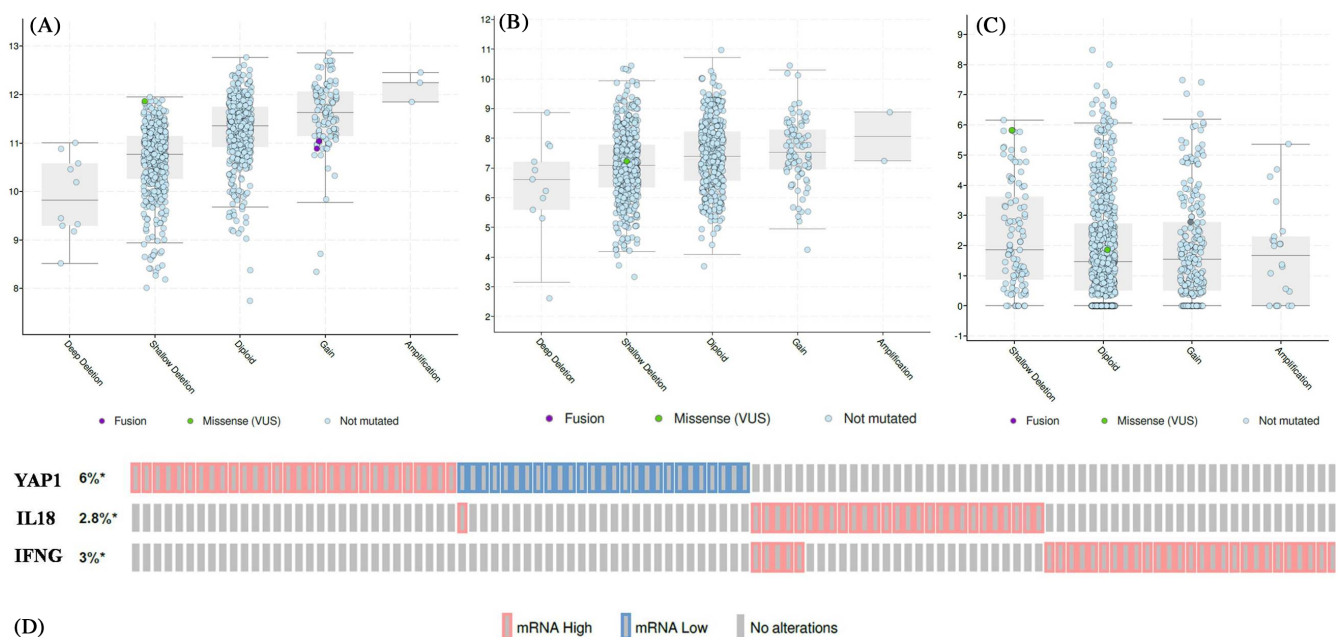 (A)
13
12
11
10
9
8
Deep Deletion
Shallow Deletion
Diploid
Gain
Amplification
Fusion Missense (VUS) Not mutated
(B)
12
11
10
9
8
7
6
5
4
3
2
Deep Deletion
Shallow Deletion
Diploid
Gain
Amplification
Fusion Missense (VUS) Not mutated
(C)
9
8
7
6
5
4
3
2
1
0
-1
Shallow Deletion
Diploid
Gain
Amplification
Fusion Missense (VUS) Not mutated
YAP1 6%*
IL18 2.8%*
IFNG 3%*
(D) mRNA High mRNA Low No alterations